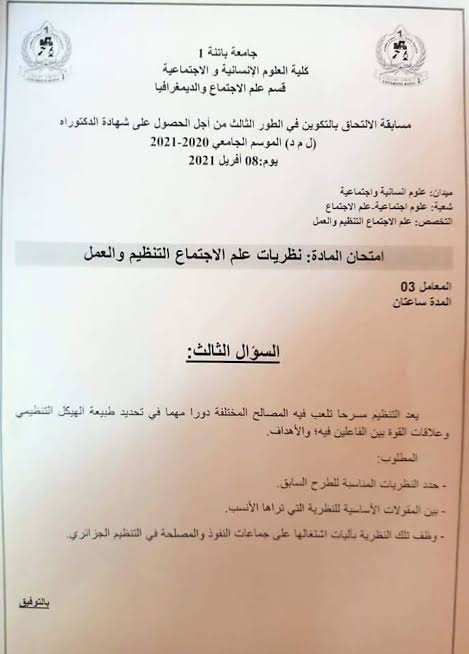 جامعة باتنة 1
كلية العلوم الإنسانية و الاجتماعية
قسم علم الاجتماع والديمغرافيا
مسابقة الالتحاق بالتكوين في الطور الثالث من أجل الحصول على شهادة الدكتوراه
(ل م د) الموسم الجامعي 2020-2021
يوم:08 أفريل 2021
ميدان: علوم انسانية واجتماعية
شعبة: علوم اجتماعية-علم الاجتماع
التخصص: علم الاجتماع التنظيم والعمل
امتحان المادة: نظريات علم الاجتماع التنظيم والعمل
المعامل 03
المدة ساعتان
السؤال الثالث:
يعد التنظيم مسرحا تلعب فيه المصالح المختلفة دورا مهما في تحديد طبيعة الهيكل التنظيمي
وعلاقات القوة بين الفاعلين فيه؛ والأهداف.
المطلوب:
- حدد النظريات المناسبة للطرح السابق.
- بين المقولات الأساسية للنظرية التي تراها الأنسب.
- وظف تلك النظرية بآليات اشتغالها على جماعات النفوذ والمصلحة في التنظيم الجزائري.
بالتوفيق